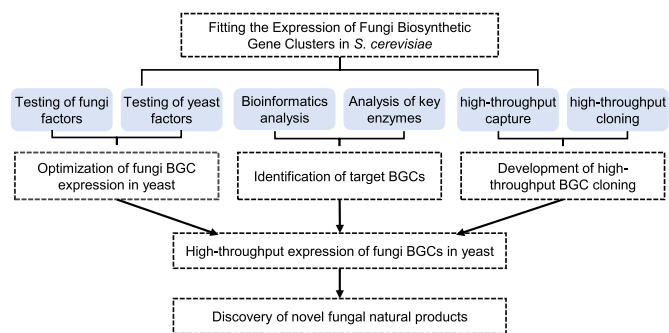 Fitting the Expression of Fungi Biosynthetic
Gene Clusters in S. cerevisiae
Testing of fungi
factors
Testing of yeast
factors
Bioinformatics
analysis
Analysis of key
enzymes
high-throughput
capture
high-throughput
cloning
Optimization of fungi BGC
expression in yeast
Identification of target BGCs
Development of high-
throughput BGC cloning
High-throughput expression of fungi BGCs in yeast
Discovery of novel fungal natural products